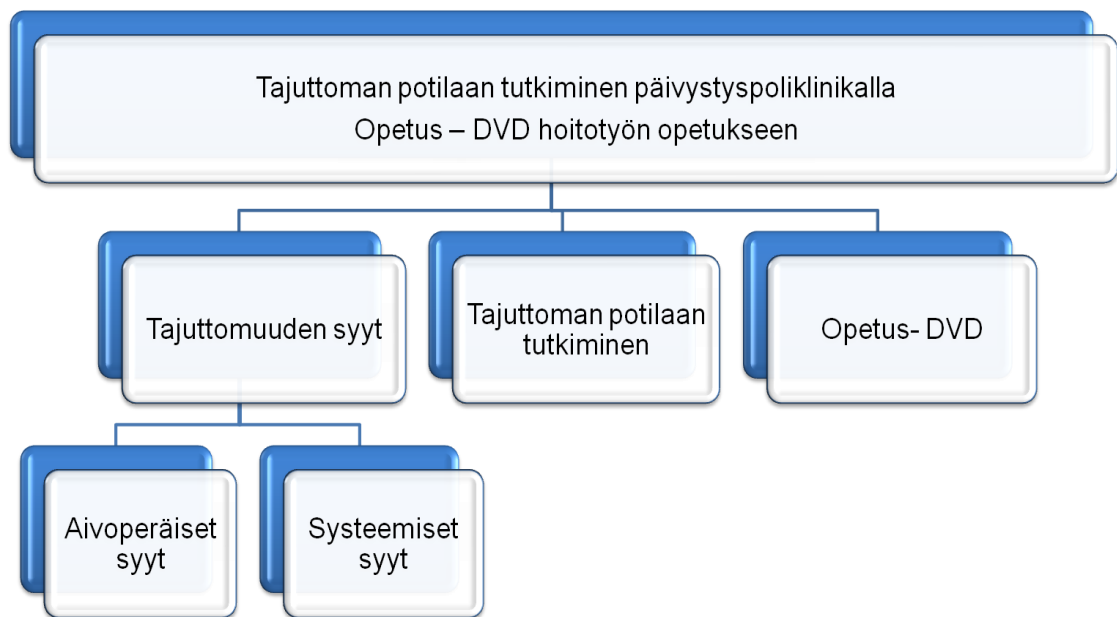 Tajuttoman potilaan tutkiminen päivystyspoliklinikalla
Opetus – DVD hoitotyön opetukseen
Tajuttomuuden syyt
Tajuttoman potilaan
tutkiminen
Opetus- DVD
Aivoperäiset
syyt
Systeemiset
syyt